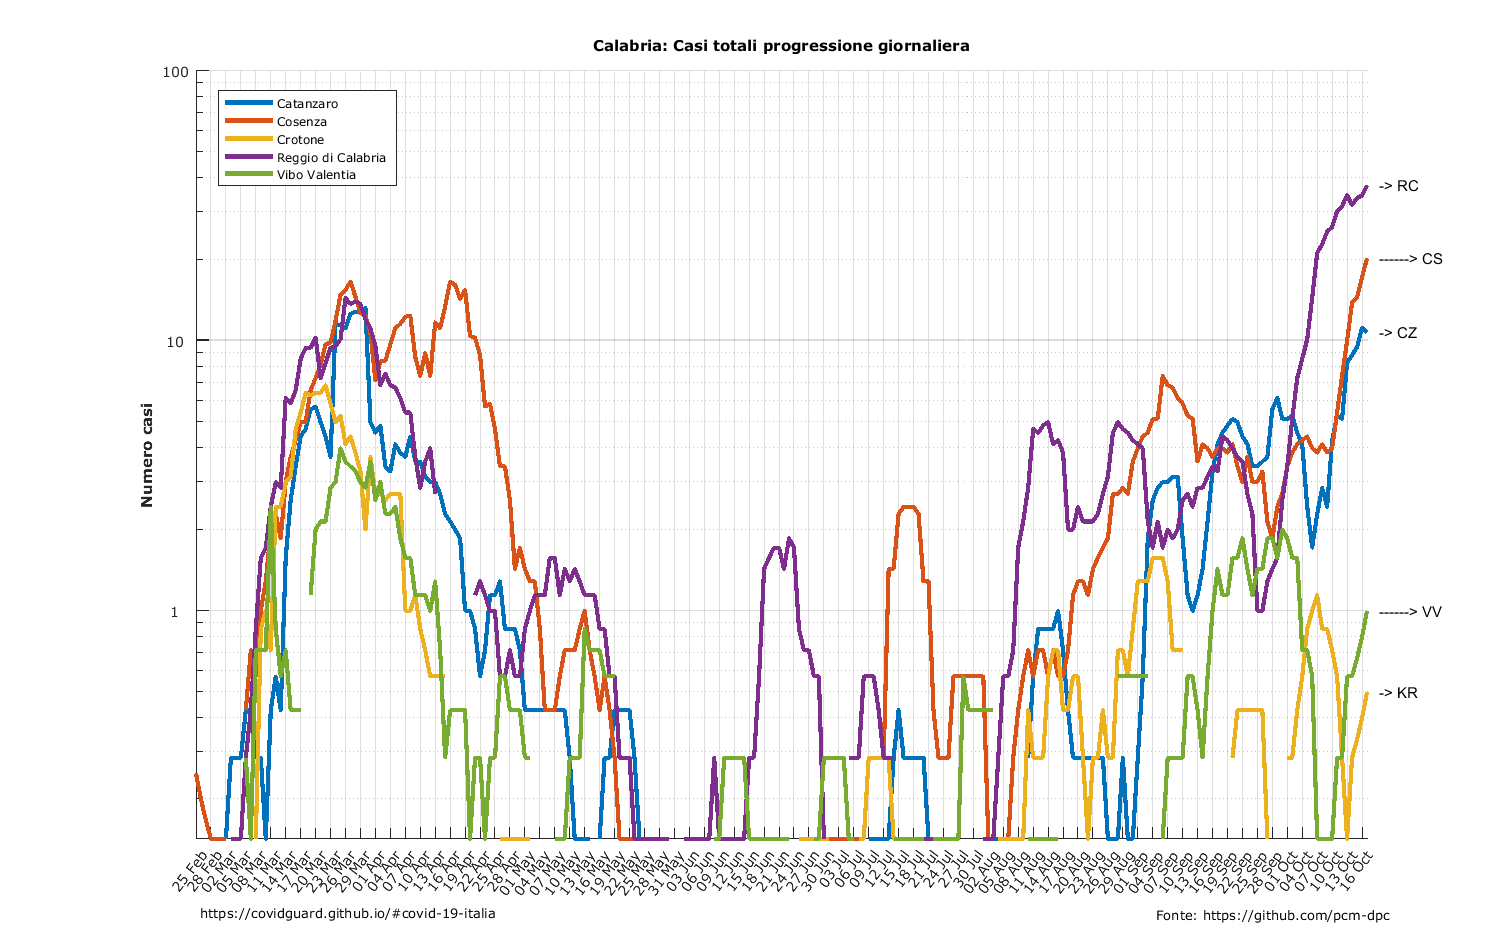 Calabria: Casi totali progressione giornaliera
100
10
1
Numero casi
Catanzaro
Cosenza
Crotone
Reggio di Calabria
Vibo Valentia
-> RC
------> CS
-> CZ
------> VV
-> KR
25 Feb
28 Feb
02 Mar
05 Mar
08 Mar
11 Mar
14 Mar
17 Mar
20 Mar
23 Mar
26 Mar
29 Mar
01 Apr
04 Apr
07 Apr
10 Apr
13 Apr
16 Apr
19 Apr
22 Apr
25 Apr
28 Apr
01 May
04 May
07 May
10 May
13 May
16 May
19 May
22 May
25 May
28 May
31 May
03 Jun
06 Jun
09 Jun
12 Jun
15 Jun
18 Jun
21 Jun
24 Jun
27 Jun
30 Jun
03 Jul
06 Jul
09 Jul
12 Jul
15 Jul
18 Jul
21 Jul
24 Jul
27 Jul
30 Jul
02 Aug
05 Aug
08 Aug
11 Aug
14 Aug
17 Aug
20 Aug
23 Aug
26 Aug
29 Aug
01 Sep
04 Sep
07 Sep
10 Sep
13 Sep
16 Sep
19 Sep
22 Sep
25 Sep
28 Sep
01 Oct
04 Oct
07 Oct
10 Oct
13 Oct
16 Oct
https://covidguard.github.io/#covid-19-italia
Fonte: https://github.com/pcm-dpc